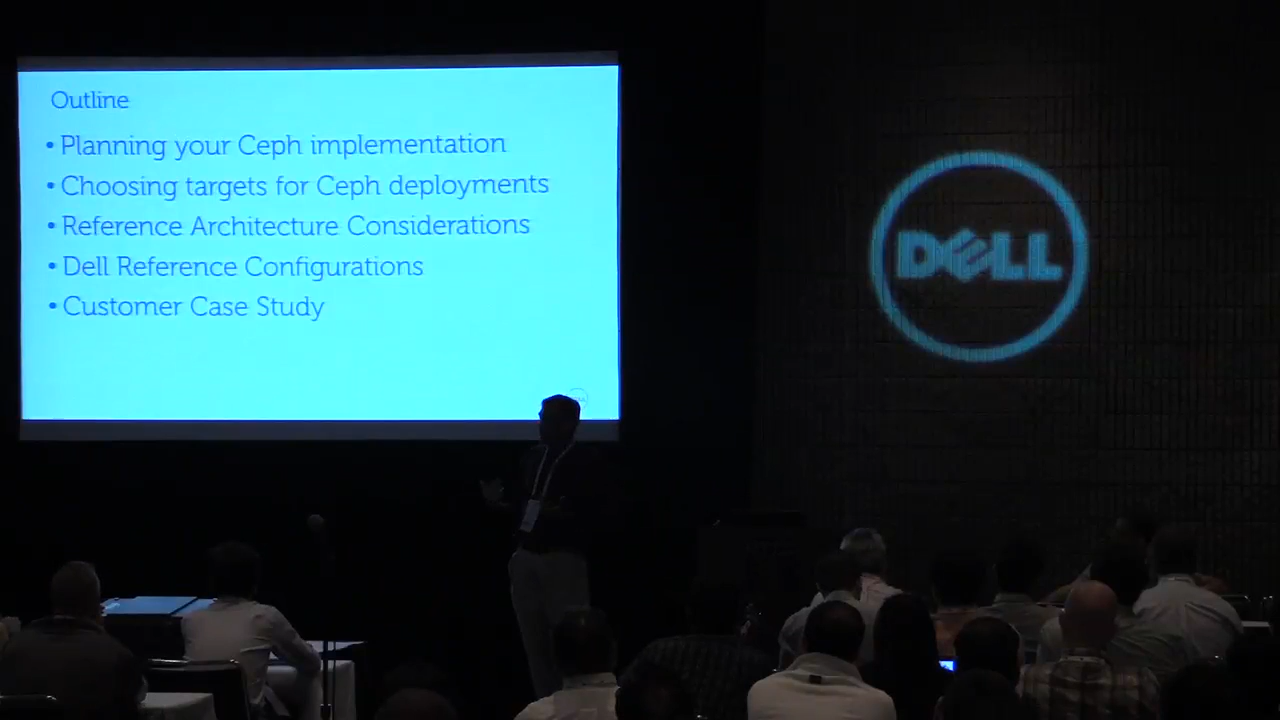 Outline
• Planning your Ceph implementation
• Choosing targets for Ceph deployments
• Reference Architecture Considerations
• Dell Reference Configurations
• Customer Case Study
DELL